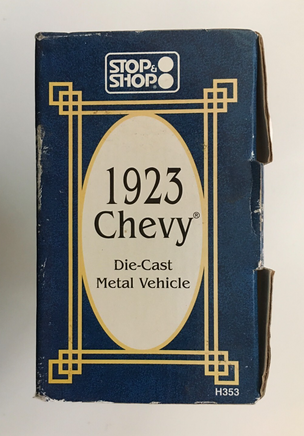 STOP &
SHOP
1923
Chevy®
Die-Cast
Metal Vehicle
H353